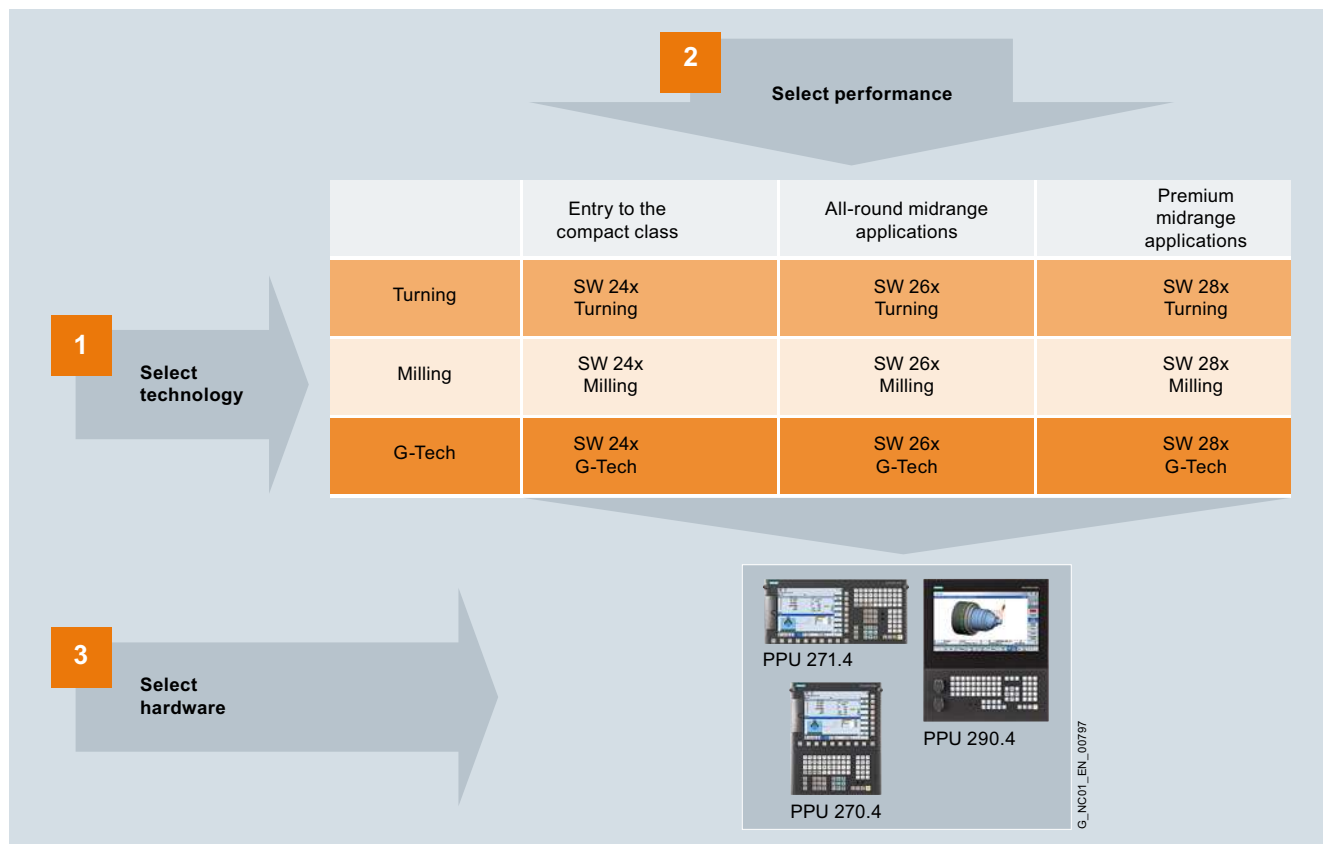 2
Select performance
Entry to the
compact class
All-round midrange
applications
Premium
midrange
applications
Turning
SW 24x
Turning
SW 26x
Turning
SW 28x
Turning
1
Select
technology
Milling
SW 24x
Milling
SW 26x
Milling
SW 28x
Milling
G-Tech
SW 24x
G-Tech
SW 26x
G-Tech
SW 28x
G-Tech
3
Select
hardware
PPU 271.4
PPU 290.4
PPU 270.4
G_NC01_EN_00797